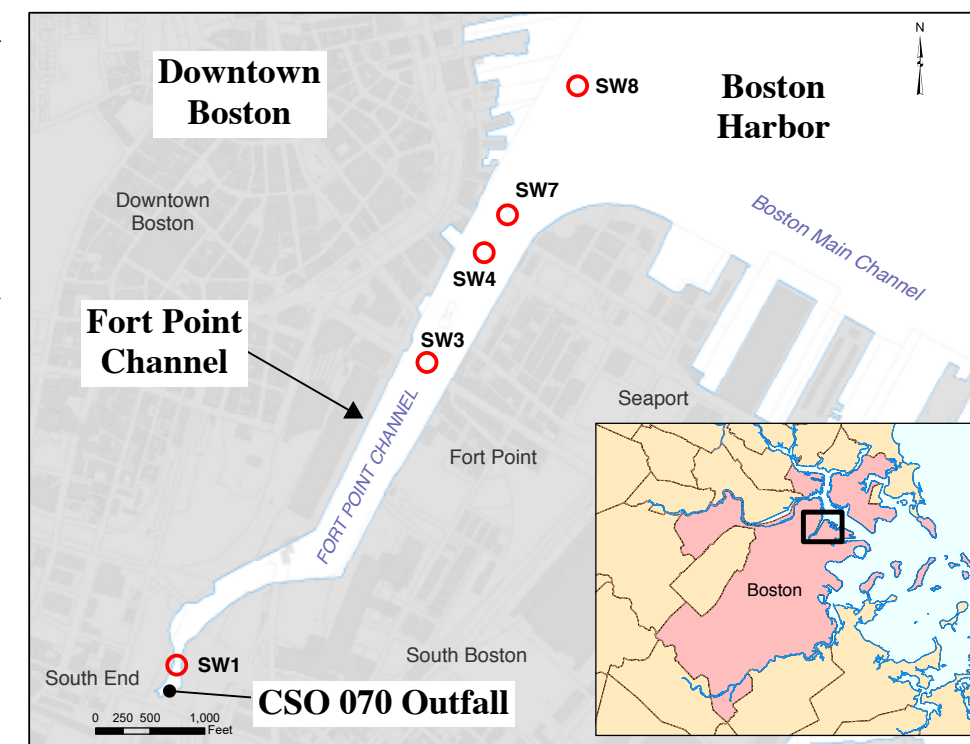 N
Downtown
Boston
SW8
Boston
Harbor
Downtown
Boston
SW7
Boston Main Channel
SW4
Fort Point
Channel
SW3
Seaport
FORT POINT CHANNEL
Fort Point
Boston
South Boston
SW1
South End
CSO 070 Outfall
0 250 500 1,000
Feet